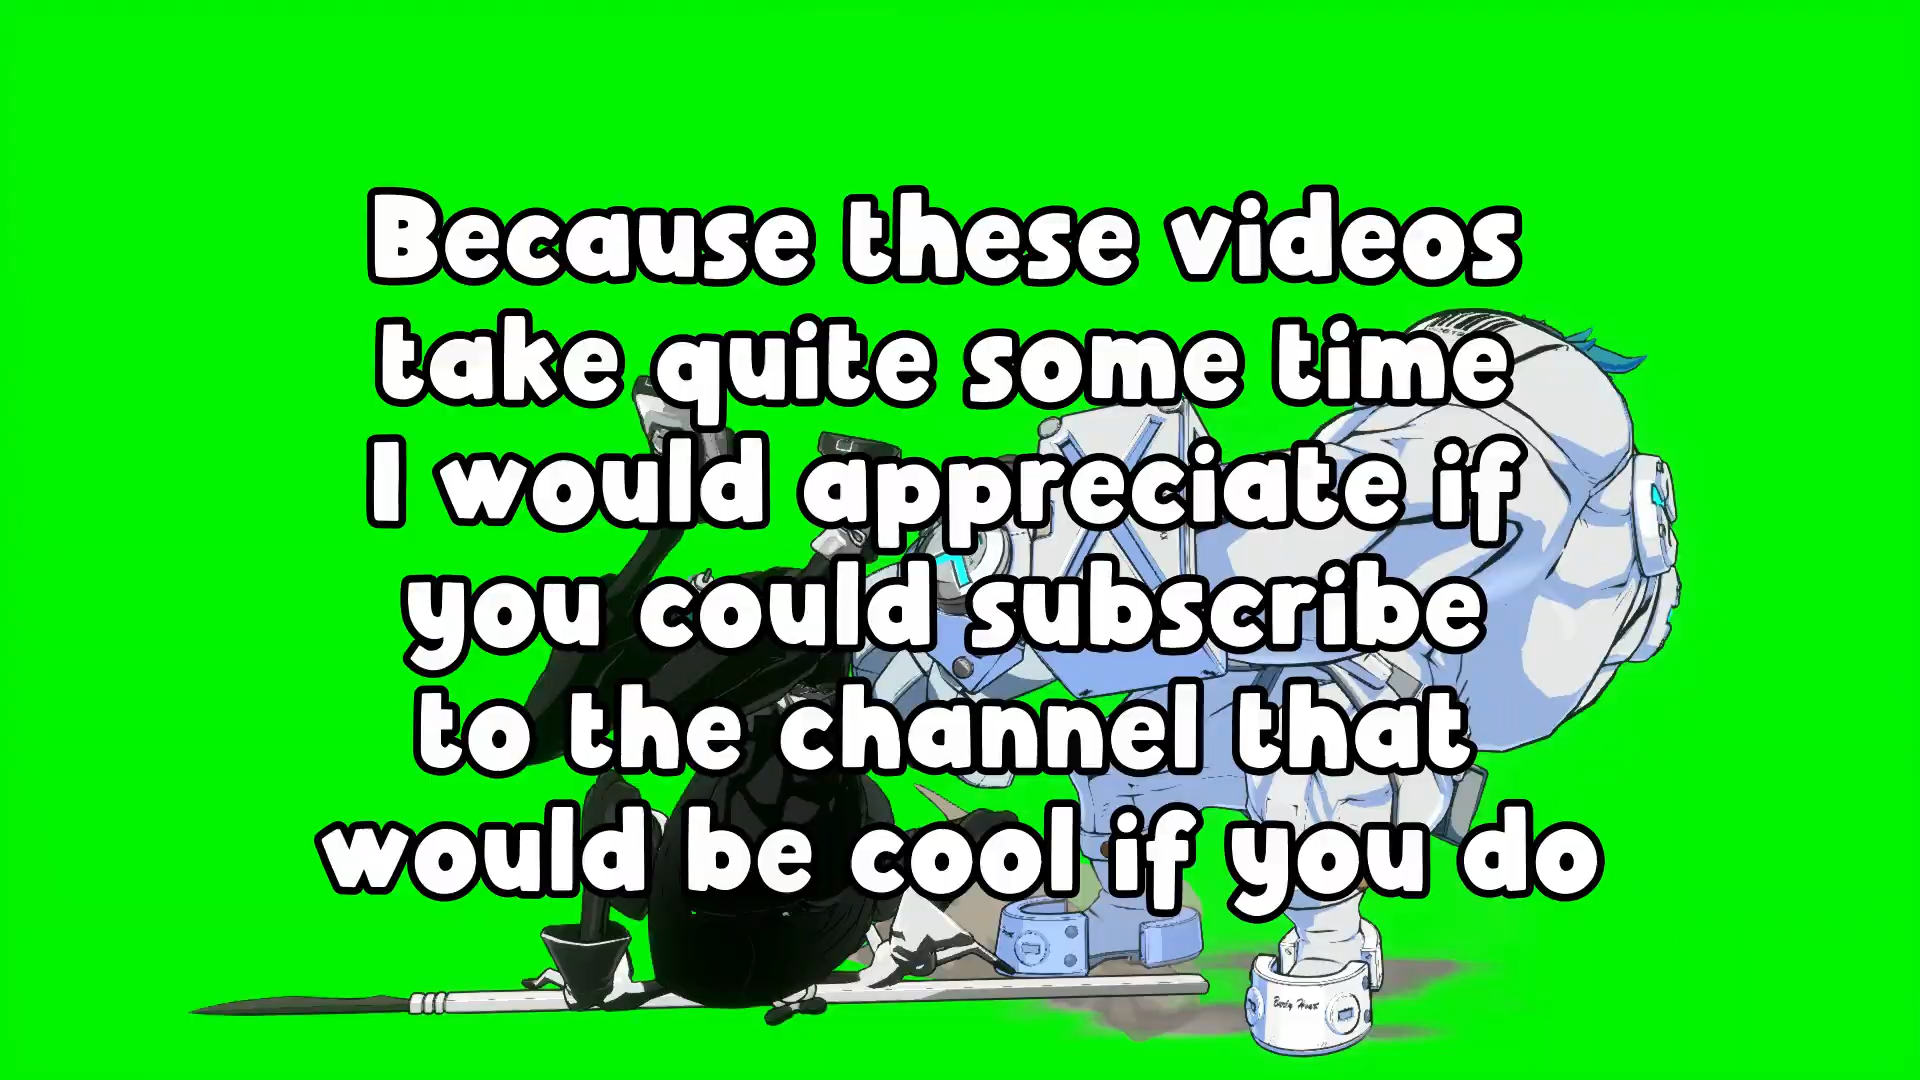 Because these videos
take quite some time
I would appreciate if
you could subscribe
to the channel that
would be cool if you do